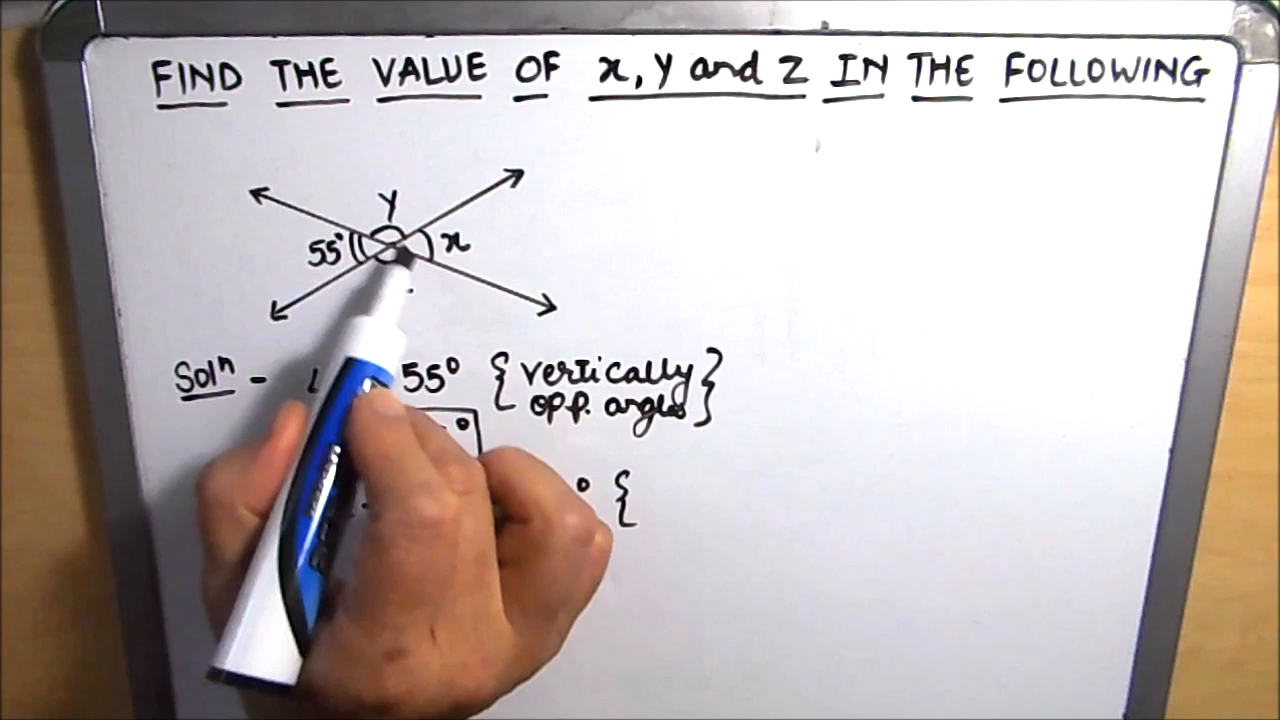 FIND THE VALUE OF x, y and z IN THE FOLLOWING
y
55° x
Solⁿ - 55° { vertically
opp. angles }
° {